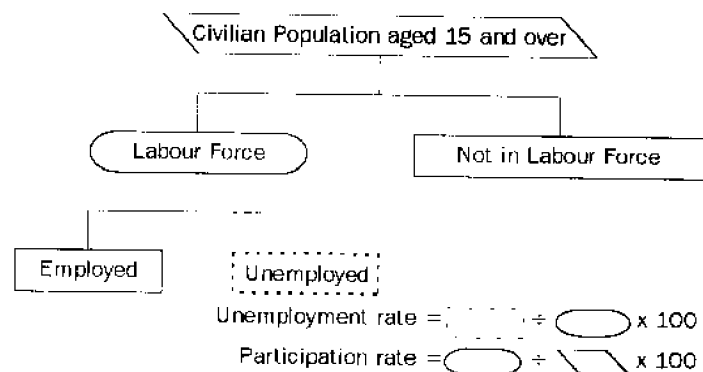 Civilian Population aged 15 and over
Labour Force
Not in Labour Force
Employed
Unemployed
Unemployment rate = ÷ x 100
Participation rate = ÷ x 100